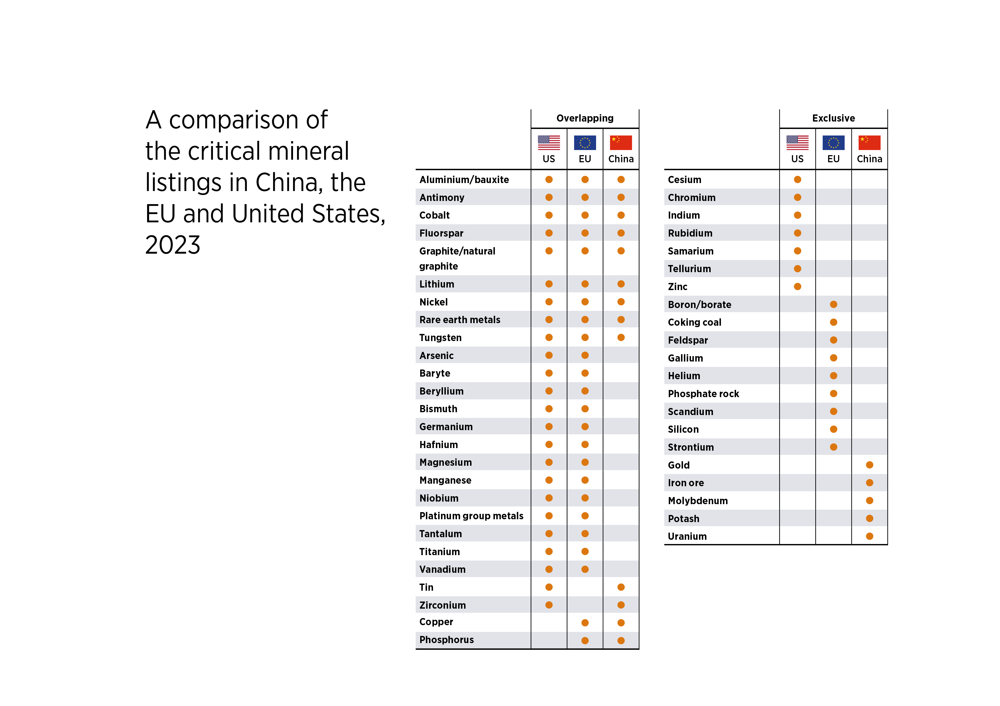 A comparison of
the critical mineral
listings in China, the
EU and United States,
2023
Overlapping
US EU China
Aluminium/bauxite
Antimony
Cobalt
Fluorspar
Graphite/natural
graphite
Lithium
Nickel
Rare earth metals
Tungsten
Arsenic
Baryte
Beryllium
Bismuth
Germanium
Hafnium
Magnesium
Manganese
Niobium
Platinum group metals
Tantalum
Titanium
Vanadium
Tin
Zirconium
Copper
Phosphorus
Exclusive
US EU China
Cesium
Chromium
Indium
Rubidium
Samarium
Tellurium
Zinc
Boron/borate
Coking coal
Feldspar
Gallium
Helium
Phosphate rock
Scandium
Silicon
Strontium
Gold
Iron ore
Molybdenum
Potash
Uranium